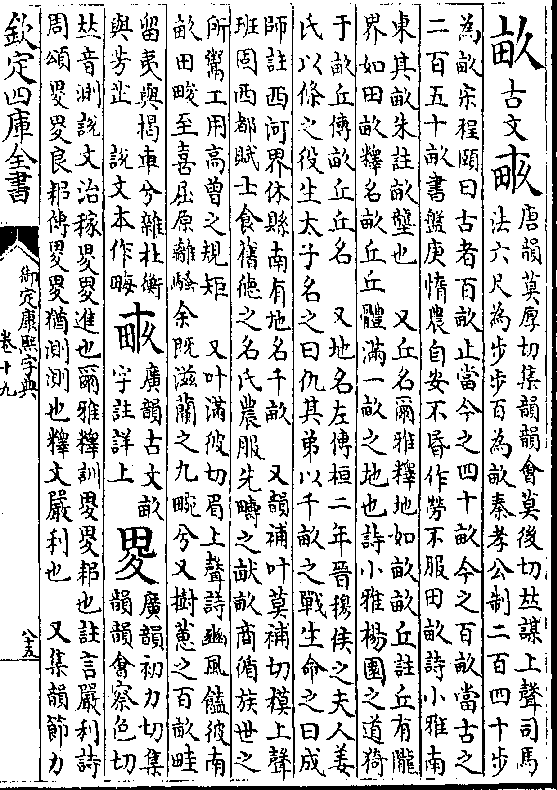 畝古文畞唐韻莫厚切集韻韻會莫後切𠀤謀上聲司馬
法六尺為步步百為畝秦孝公制二百四十步
為畝宋程頤曰古者百畝止當今之四十畝今之百畝當古之
二百五十畝書盤庚惰農自安不昬作勞不服田畝詩小雅南
東其畝朱註畝壟也 又丘名爾雅釋地如畝畝丘註丘有隴
界如田畝釋名畝丘丘體滿一畝之地也詩小雅楊園之道猗
于畝丘傳畝丘丘名 又地名左傳桓二年晉穆侯之夫人姜
氏以條之役生太子名之曰仇其弟以千畝之戰生命之曰成
師註西河界休縣南有地名千畝 又韻補叶莫補切模上聲
班固西都賦士食舊徳之名氏農服先疇之畝商脩族世之
所鬻工用高曾之規矩 又叶滿彼切眉上聲詩豳風饁彼南
畝田畯至喜屈原離騷余既滋蘭之九畹兮又樹蕙之百畝畦
留夷與揭車兮雜杜衡
與芳芷 說文本作畮
畞廣韻古文畝
字註詳上
畟廣韻初力切集
韻韻會察色切
𠀤音測說文治稼畟畟進也爾雅釋訓畟畟耜也註言嚴利詩
周頌畟畟良耜傳畟畟猶測測也釋文嚴利也 又集韻節力
欽定四庫全書
御定康熙字典
卷十九
八五